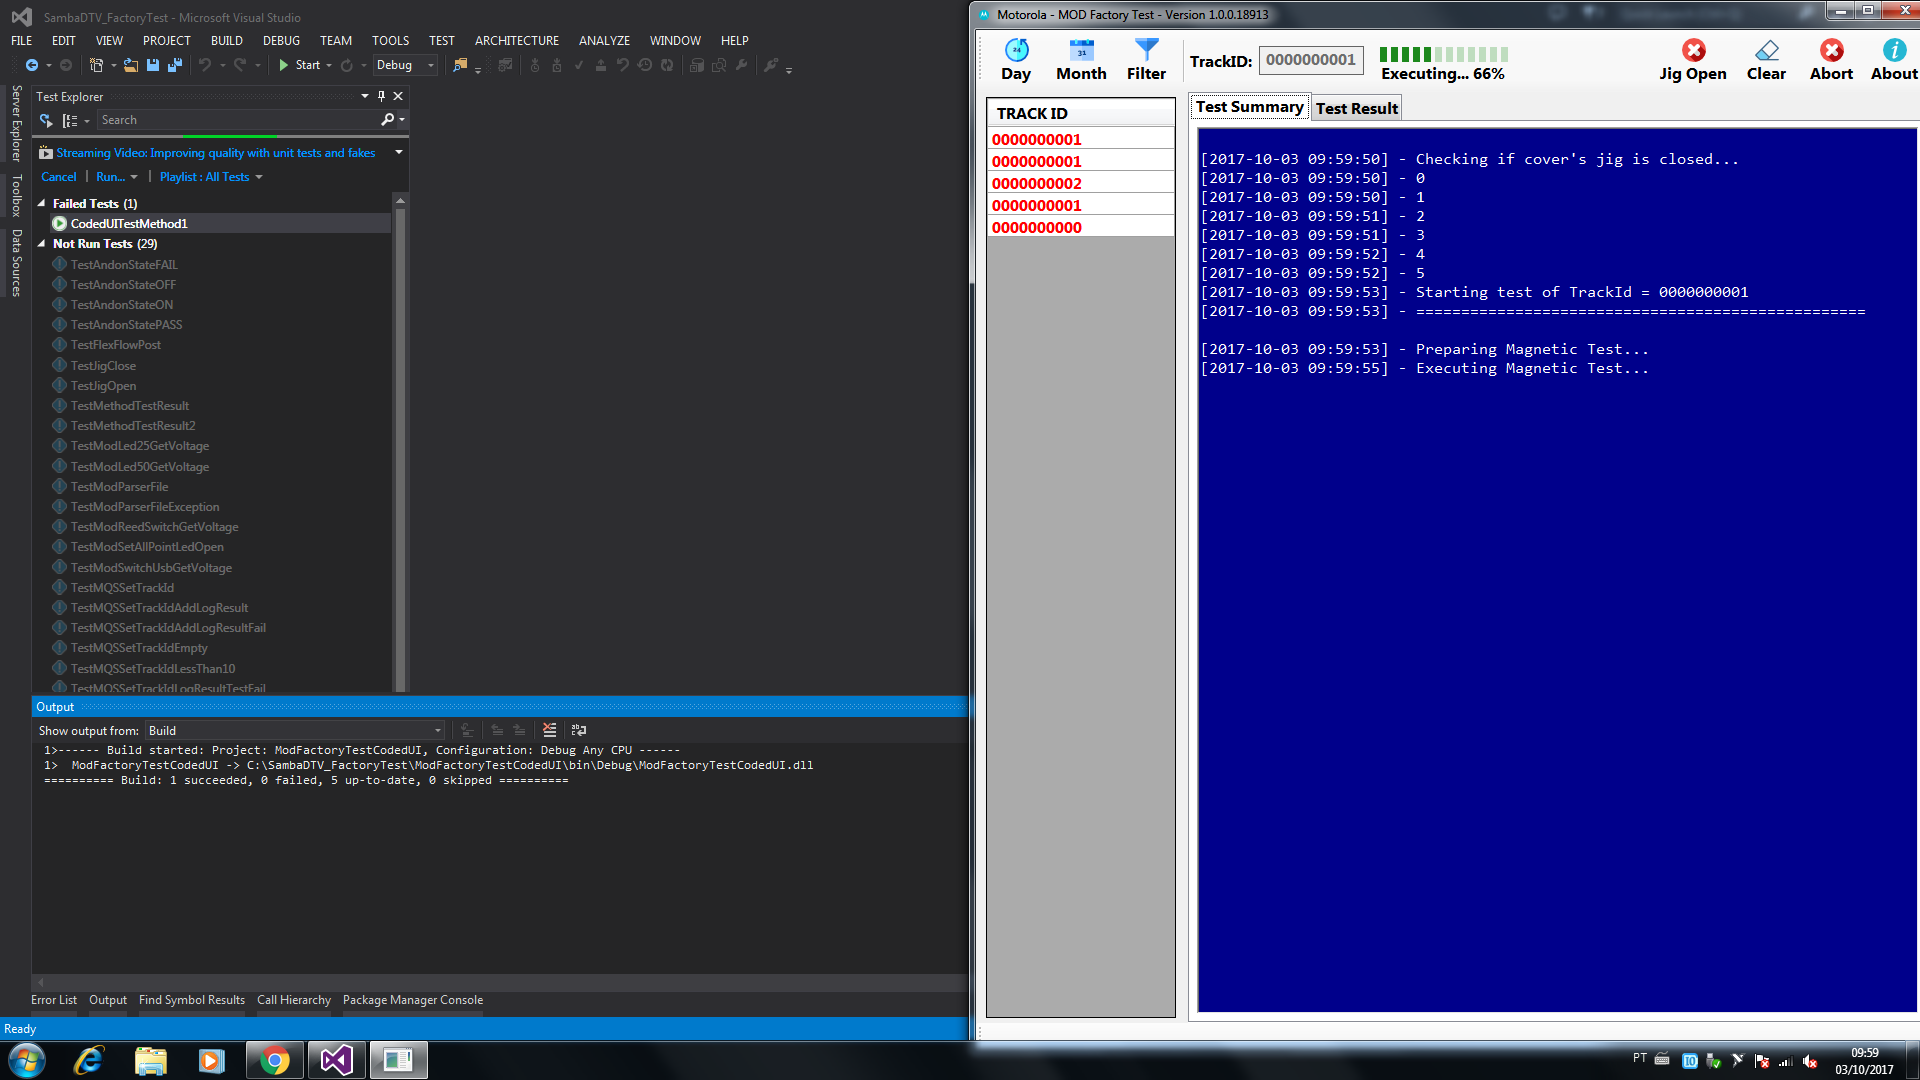 SambaDTV_FactoryTest - Microsoft Visual Studio
FILE EDIT VIEW PROJECT BUILD DEBUG TEAM TOOLS TEST ARCHITECTURE ANALYZE WINDOW HELP
Start Debug
Server Explorer
Toolbox
Data Sources
Test Explorer
Search
Streaming Video: Improving quality with unit tests and fakes
Cancel | Run... | Playlist : All Tests
Failed Tests (1)
CodedUITestMethod1
Not Run Tests (29)
TestAndonStateFAIL
TestAndonStateOFF
TestAndonStateON
TestAndonStatePASS
TestFlexFlowPost
TestJigClose
TestJigOpen
TestMethodTestResult
TestMethodTestResult2
TestModLed25GetVoltage
TestModLed50GetVoltage
TestModParserFile
TestModParserFileException
TestModReedSwitchGetVoltage
TestModSetAllPointLedOpen
TestModSwitchUsbGetVoltage
TestMQSSetTrackId
TestMQSSetTrackIdAddLogResult
TestMQSSetTrackIdAddLogResultFail
TestMQSSetTrackIdEmpty
TestMQSSetTrackIdLessThan10
TestMQSSetTrackIdLogResultTestFail
Output
Show output from: Build
1>------ Build started: Project: ModFactoryTestCodedUI, Configuration: Debug Any CPU ------
1>  ModFactoryTestCodedUI -> C:\SambaDTV_FactoryTest\ModFactoryTestCodedUI\bin\Debug\ModFactoryTestCodedUI.dll
========== Build: 1 succeeded, 0 failed, 5 up-to-date, 0 skipped ==========
Error List Output Find Symbol Results Call Hierarchy Package Manager Console
Ready
Motorola - MOD Factory Test - Version 1.0.0.18913
24
31
Day Month Filter
TrackID: 0000000001
Executing... 66%
Jig Open Clear Abort About
TRACK ID
0000000001
0000000001
0000000002
0000000001
0000000000
Test Summary Test Result
[2017-10-03 09:59:50] - Checking if cover's jig is closed...
[2017-10-03 09:59:50] - 0
[2017-10-03 09:59:50] - 1
[2017-10-03 09:59:51] - 2
[2017-10-03 09:59:51] - 3
[2017-10-03 09:59:52] - 4
[2017-10-03 09:59:52] - 5
[2017-10-03 09:59:53] - Starting test of TrackId = 0000000001
[2017-10-03 09:59:53] - ==================================================
[2017-10-03 09:59:53] - Preparing Magnetic Test...
[2017-10-03 09:59:55] - Executing Magnetic Test...
PT
09:59
03/10/2017